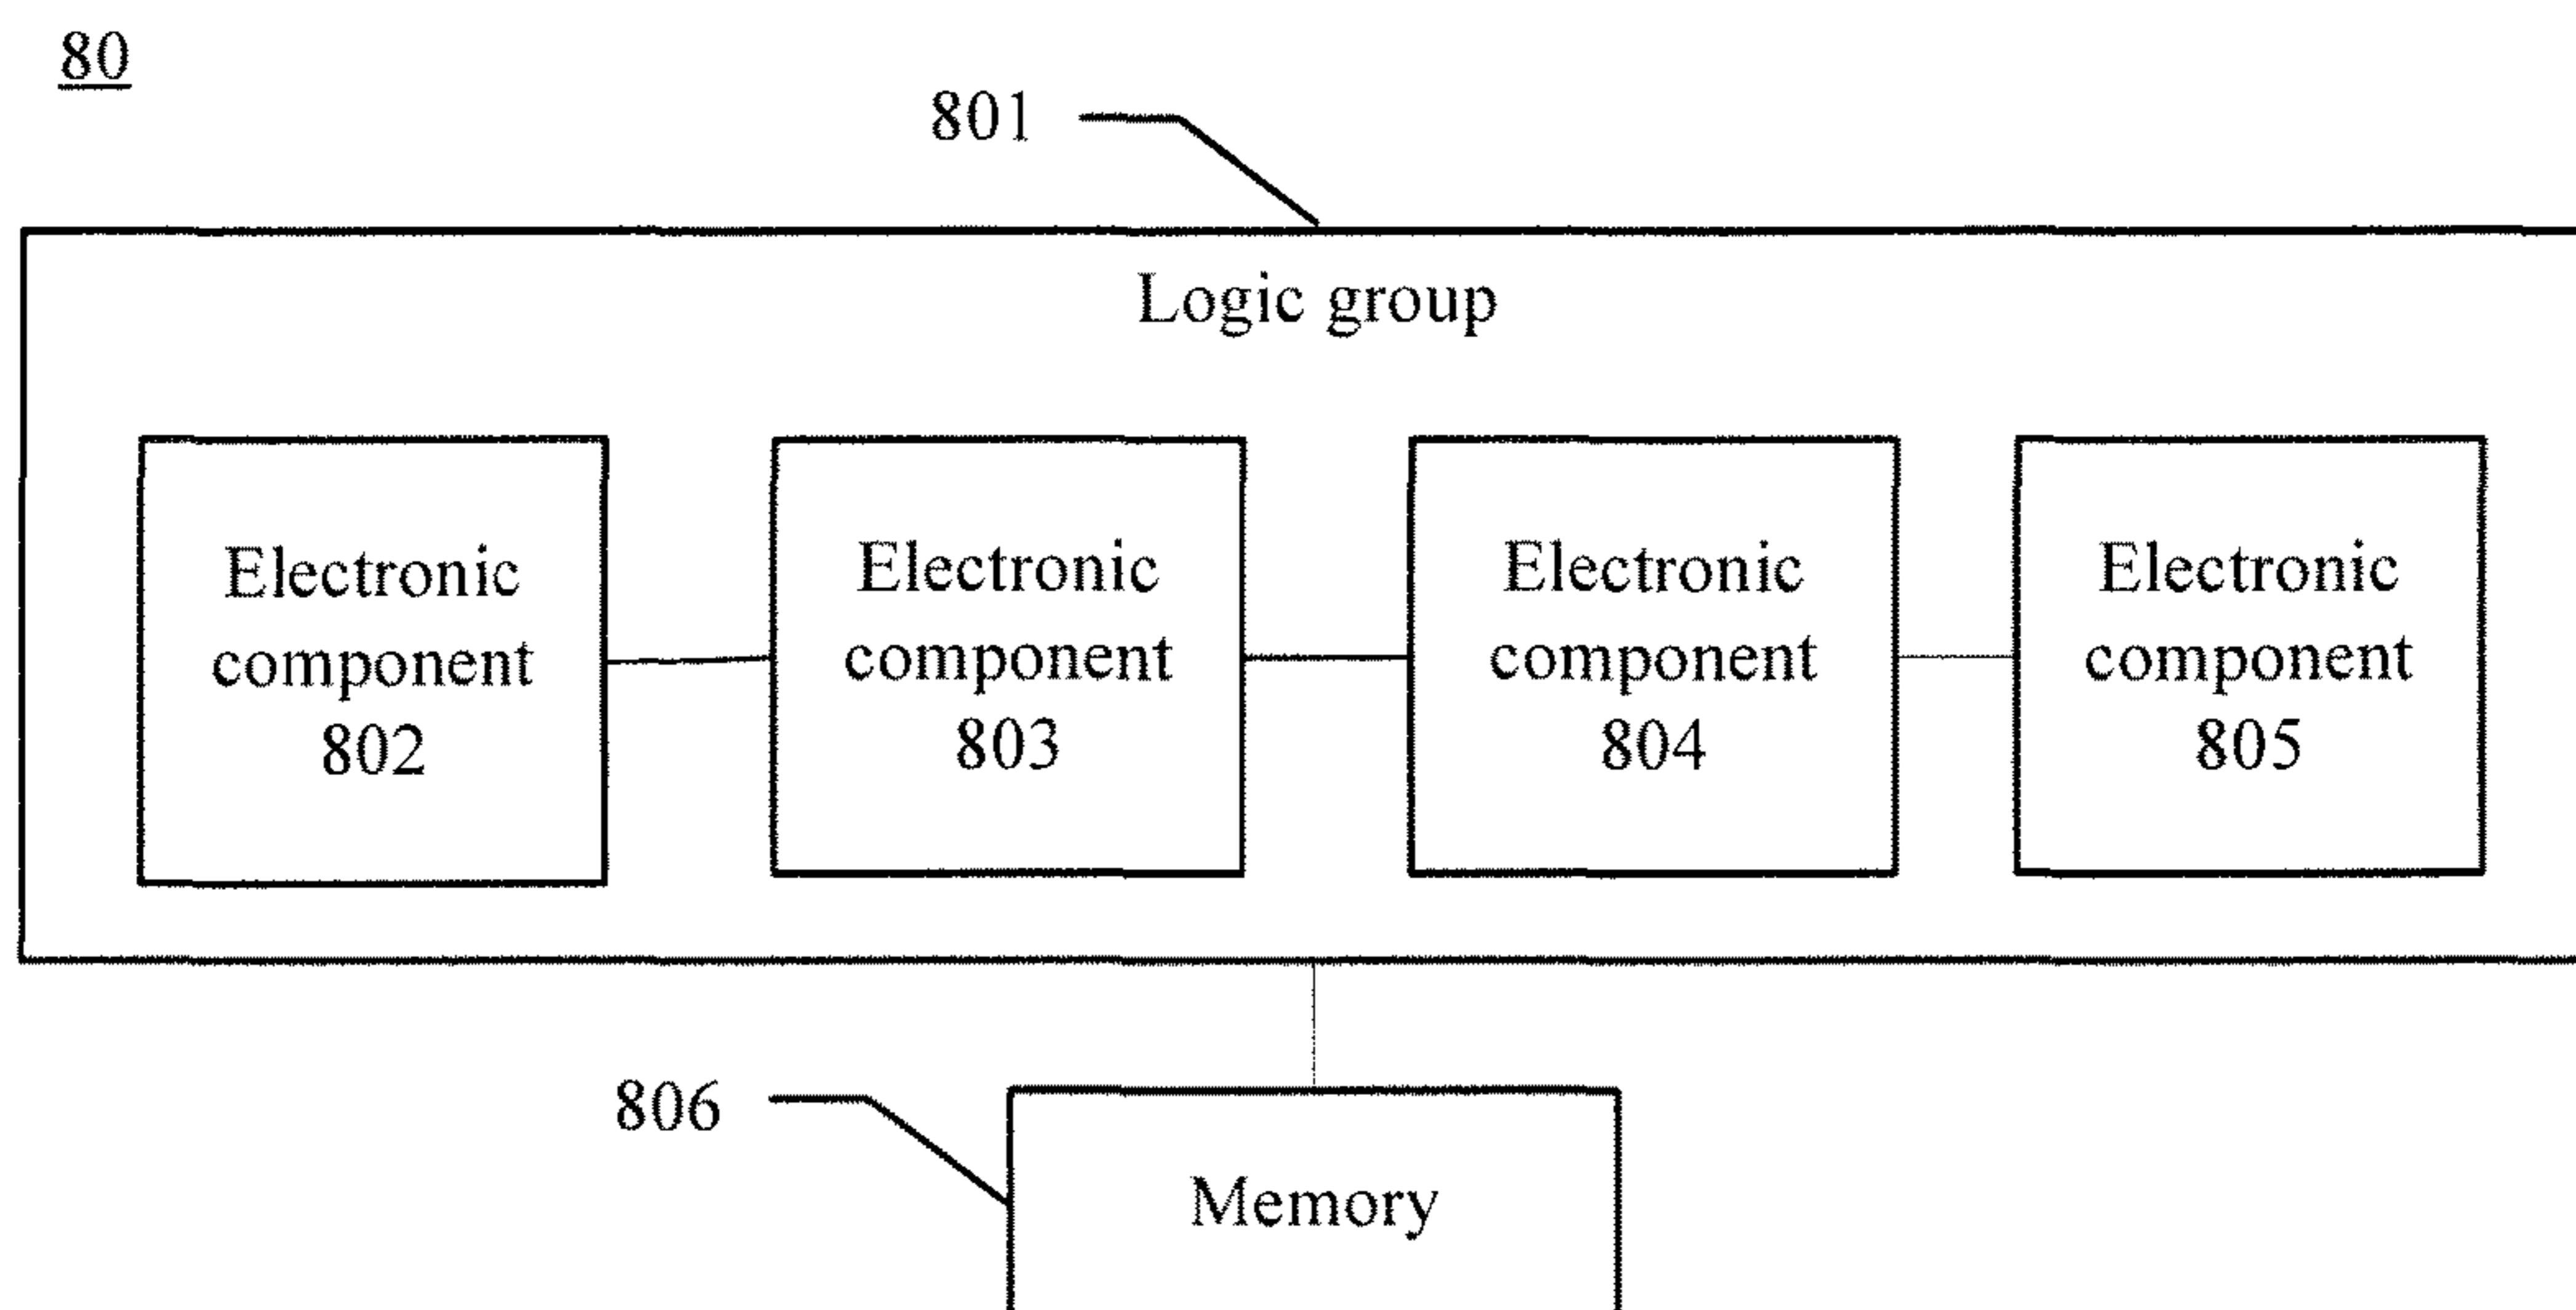 80
801
Logic group
Electronic
component
802
Electronic
component
803
Electronic
component
804
Electronic
component
805
806
Memory